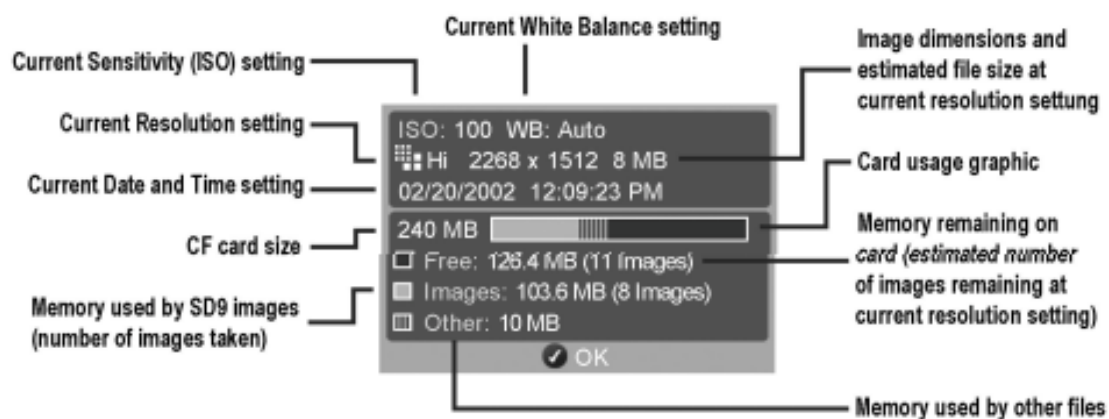 Current White Balance setting
Current Sensitivity (ISO) setting
Current Resolution setting
Current Date and Time setting
CF card size
Memory used by SD9 images
(number of images taken)
ISO: 100 WB: Auto
Hi 2268 x 1512 8 MB
02/20/2002 12:09:23 PM
240 MB
Free: 126.4 MB (11 Images)
Images: 103.6 MB (8 Images)
Other: 10 MB
OK
Image dimensions and
estimated file size at
current resolution settung
Card usage graphic
Memory remaining on
card (estimated number
of images remaining at
current resolution setting)
Memory used by other files